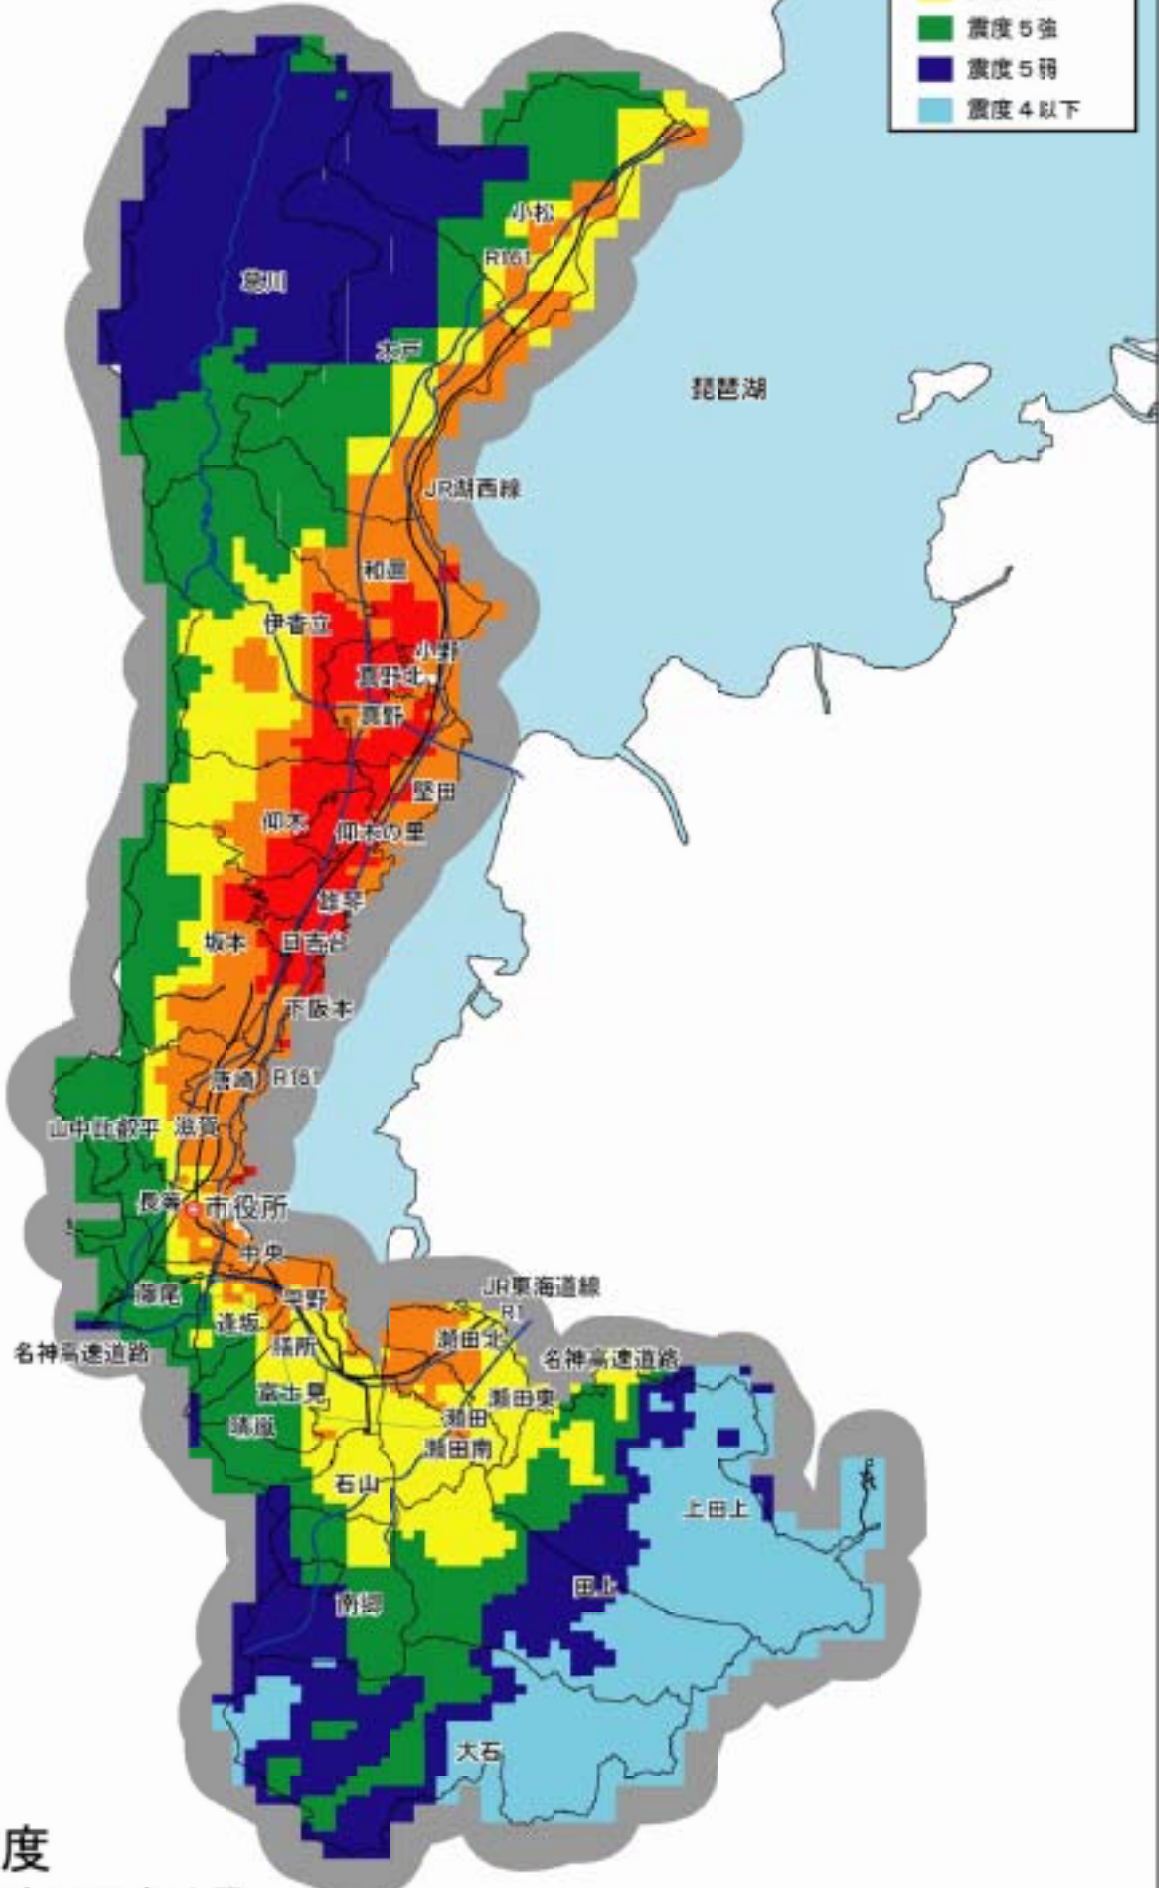 震度5強
震度5弱
震度4以下
小松
R161
葛川
木戸
琵琶湖
JR湖西線
和邇
伊香立
小野
真野北
真野
堅田
仰木
仰木の里
雄琴
坂本
日吉台
下阪本
唐崎
R161
山中比叡平
滋賀
長等
市役所
中央
藤尾
平野
JR東海道線
R1
逢坂
膳所
瀬田北
名神高速道路
名神高速道路
富士見
瀬田東
晴嵐
瀬田
瀬田南
石山
上田上
田上
南郷
大石
度